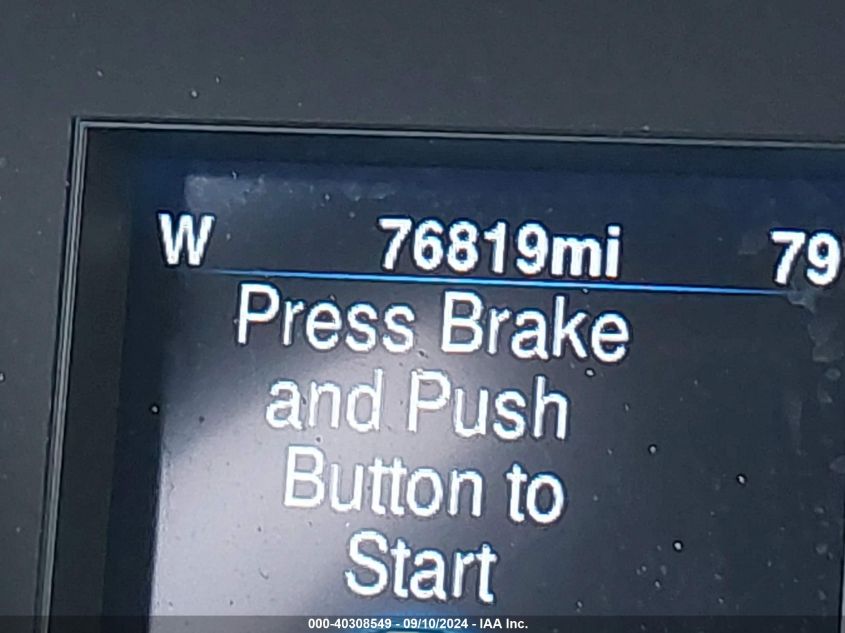 W 76819mi 79
Press Brake
and Push
Button to
Start
000-40308549 - 09/10/2024 - IAA Inc.